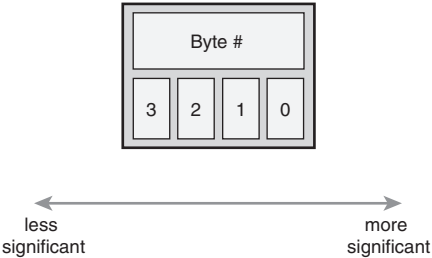 Byte #
3 2 1 0
less
significant
more
significant